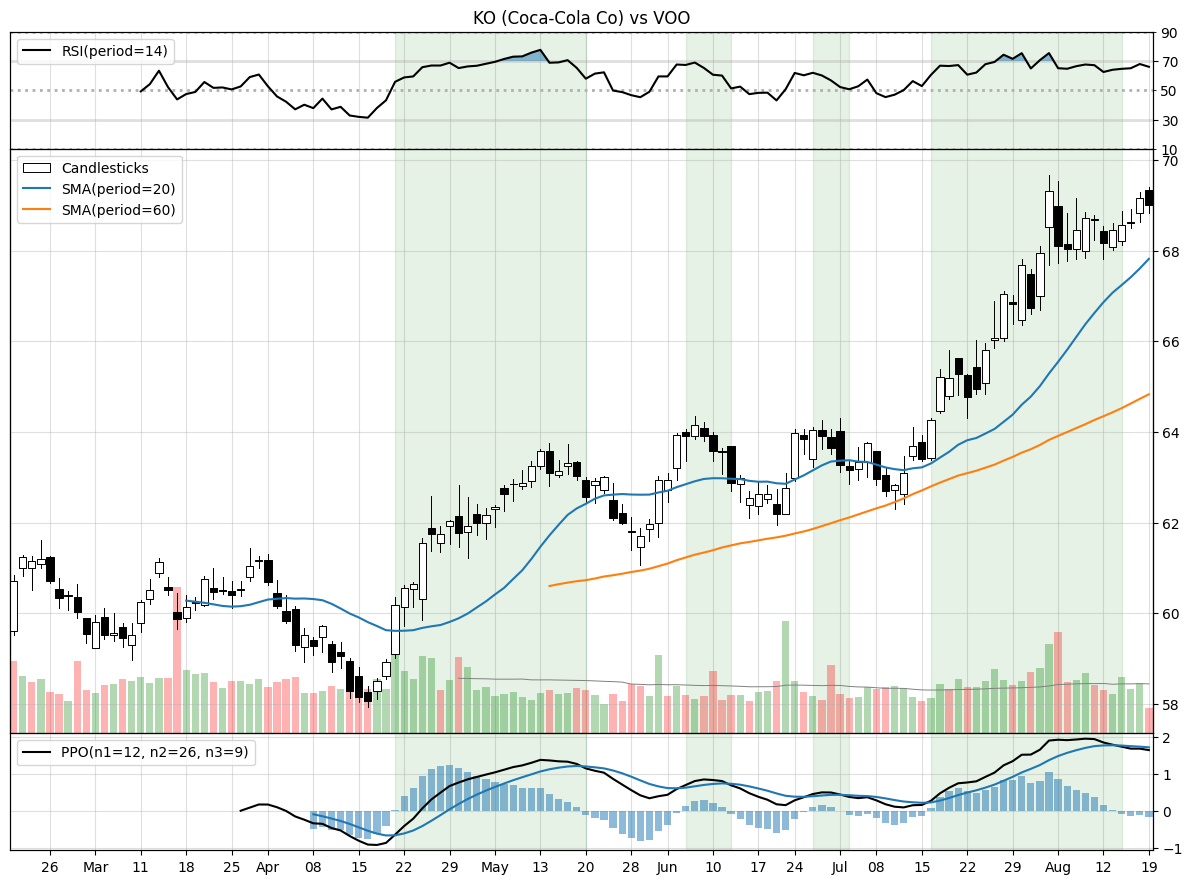 KO (Coca-Cola Co) vs VOO
RSI(period=14)
90
70
50
30
10
Candlesticks
SMA(period=20)
SMA(period=60)
70
68
66
64
62
60
58
PPO(n1=12, n2=26, n3=9)
2
1
0
−1
26 Mar 11 18 25 Apr 08 15 22 29 May 13 20 28 Jun 10 17 24 Jul 08 15 22 29 Aug 12 19